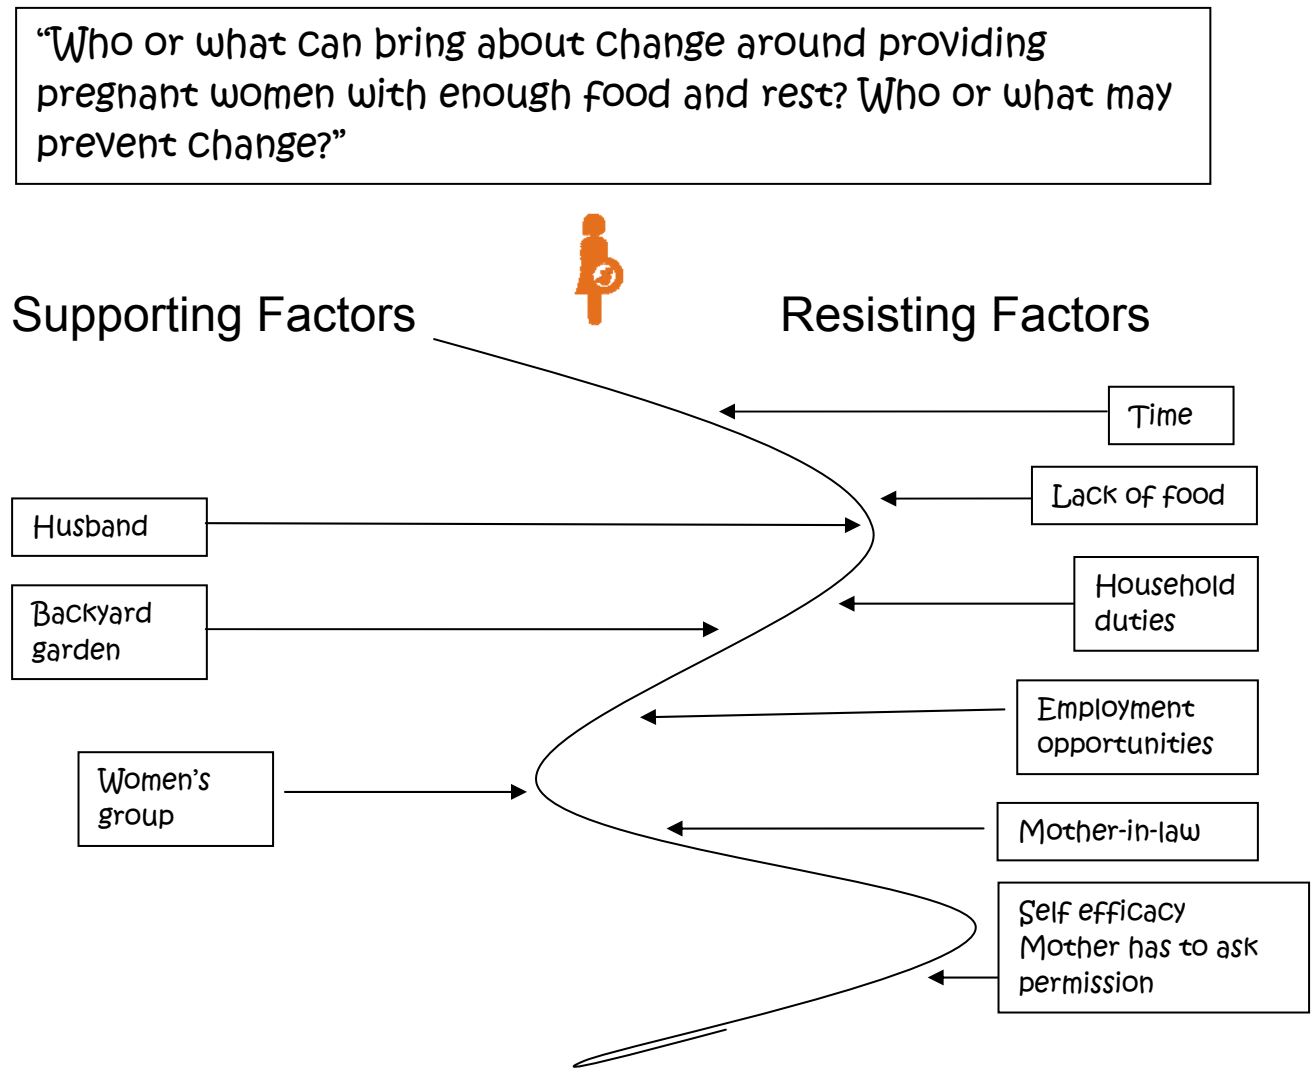 “Who or what can bring about change around providing
pregnant women with enough food and rest? Who or what may
prevent change?”
Supporting Factors
Resisting Factors
Time
Lack of food
Husband
Household
duties
Backyard
garden
Employment
opportunities
Women’s
group
Mother-in-law
Self efficacy
Mother has to ask
permission